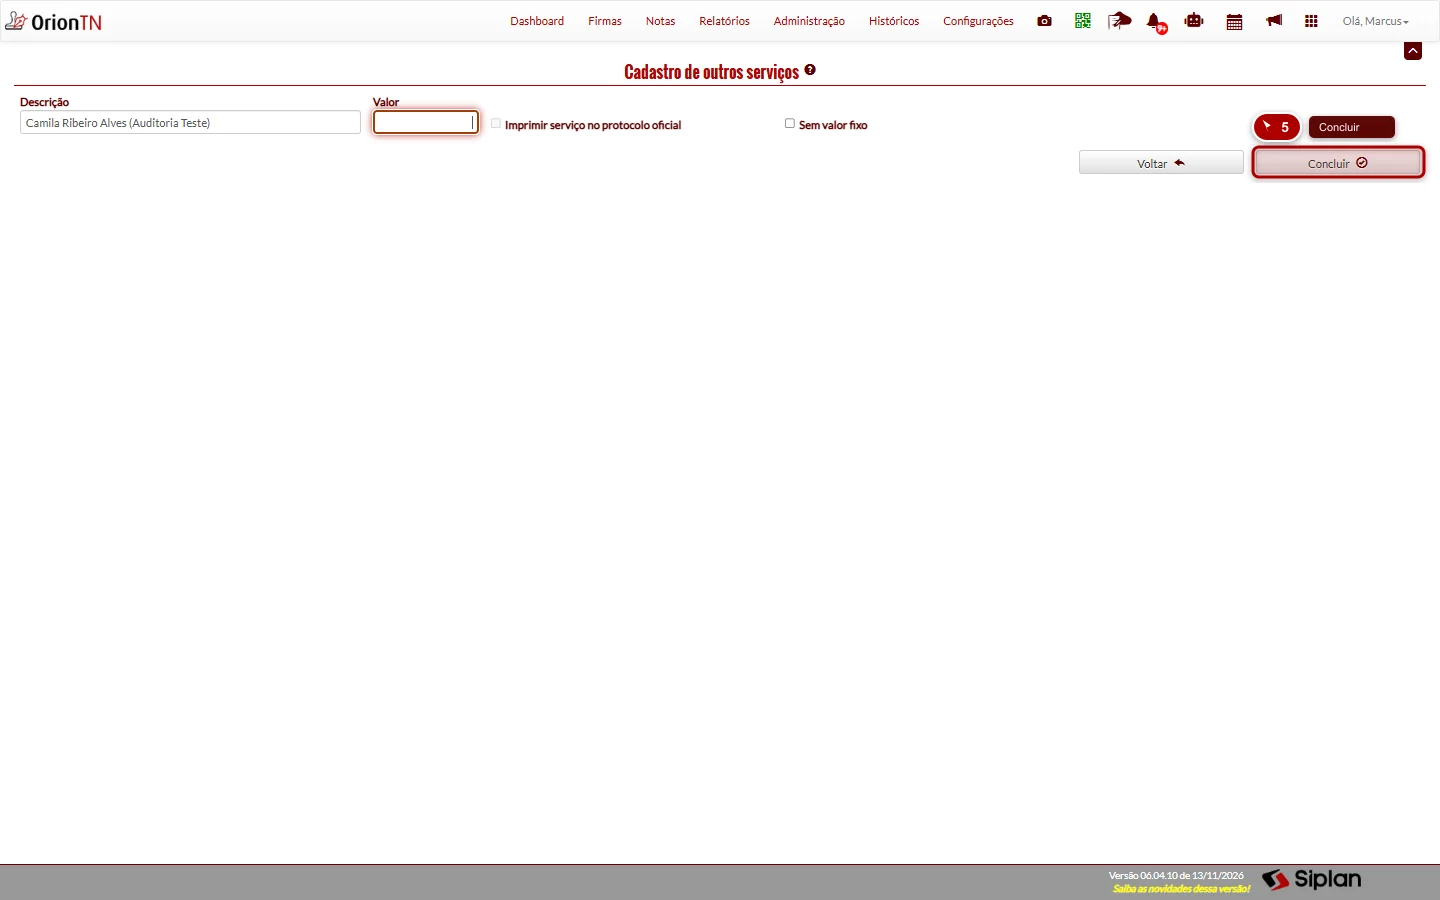 OrionTN
Dashboard Firmas Notas Relatórios Administração Históricos Configurações 9+ Olá, Marcus
Cadastro de outros serviços ?
Descrição Valor
Camila Ribeiro Alves (Auditoria Teste) Imprimir serviço no protocolo oficial Sem valor fixo 5 Concluir
Voltar Concluir
Versão 06.04.10 de 13/11/2026
Saiba as novidades dessa versão!
Siplan